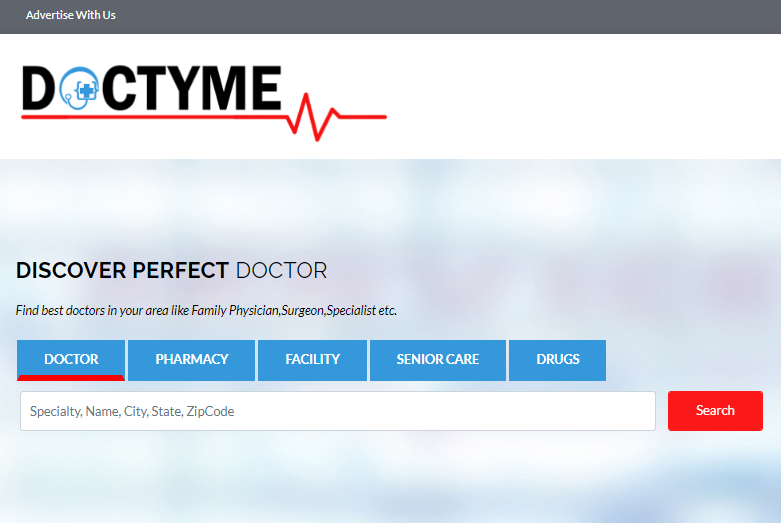 Advertise With Us
DOCTYME
DISCOVER PERFECT DOCTOR
Find best doctors in your area like Family Physician,Surgeon,Specialist etc.
DOCTOR PHARMACY FACILITY SENIOR CARE DRUGS
Specialty, Name, City, State, ZipCode Search